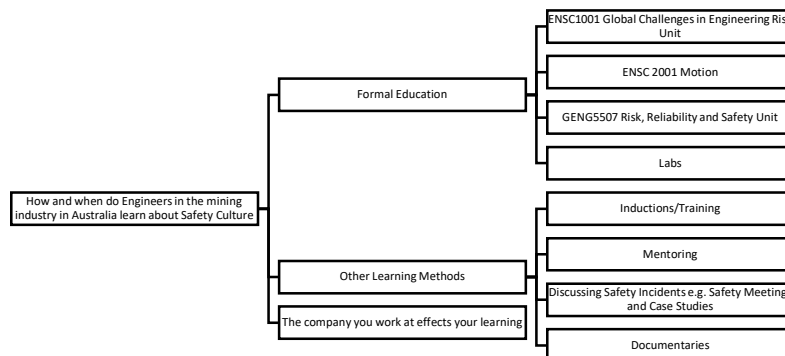 ENSC1001 Global Challenges in Engineering Ris
Unit
ENSC 2001 Motion
Formal Education
GENG5507 Risk, Reliability and Safety Unit
Labs
How and when do Engineers in the mining
industry in Australia learn about Safety Culture
Inductions/Training
Mentoring
Other Learning Methods
Discussing Safety Incidents e.g. Safety Meeting
and Case Studies
The company you work at effects your learning
Documentaries